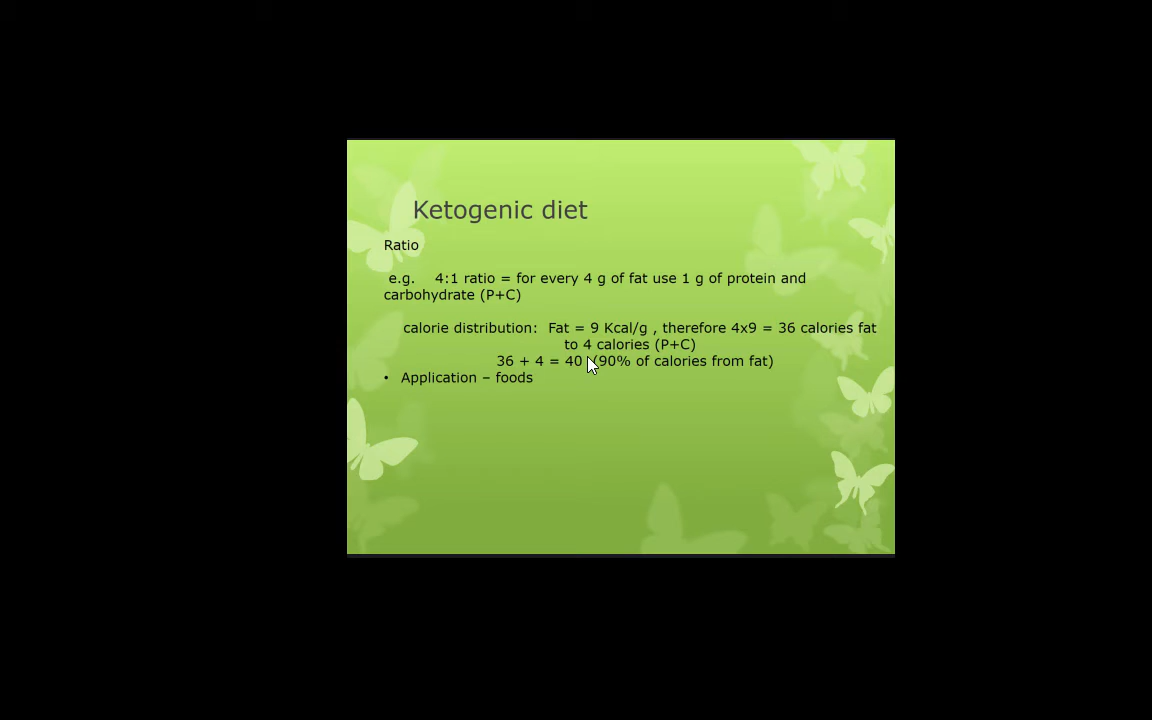 Ketogenic diet
Ratio
e.g. 4:1 ratio = for every 4 g of fat use 1 g of protein and
carbohydrate (P+C)
calorie distribution: Fat = 9 Kcal/g , therefore 4x9 = 36 calories fat
to 4 calories (P+C)
36 + 4 = 40 (90% of calories from fat)
• Application – foods